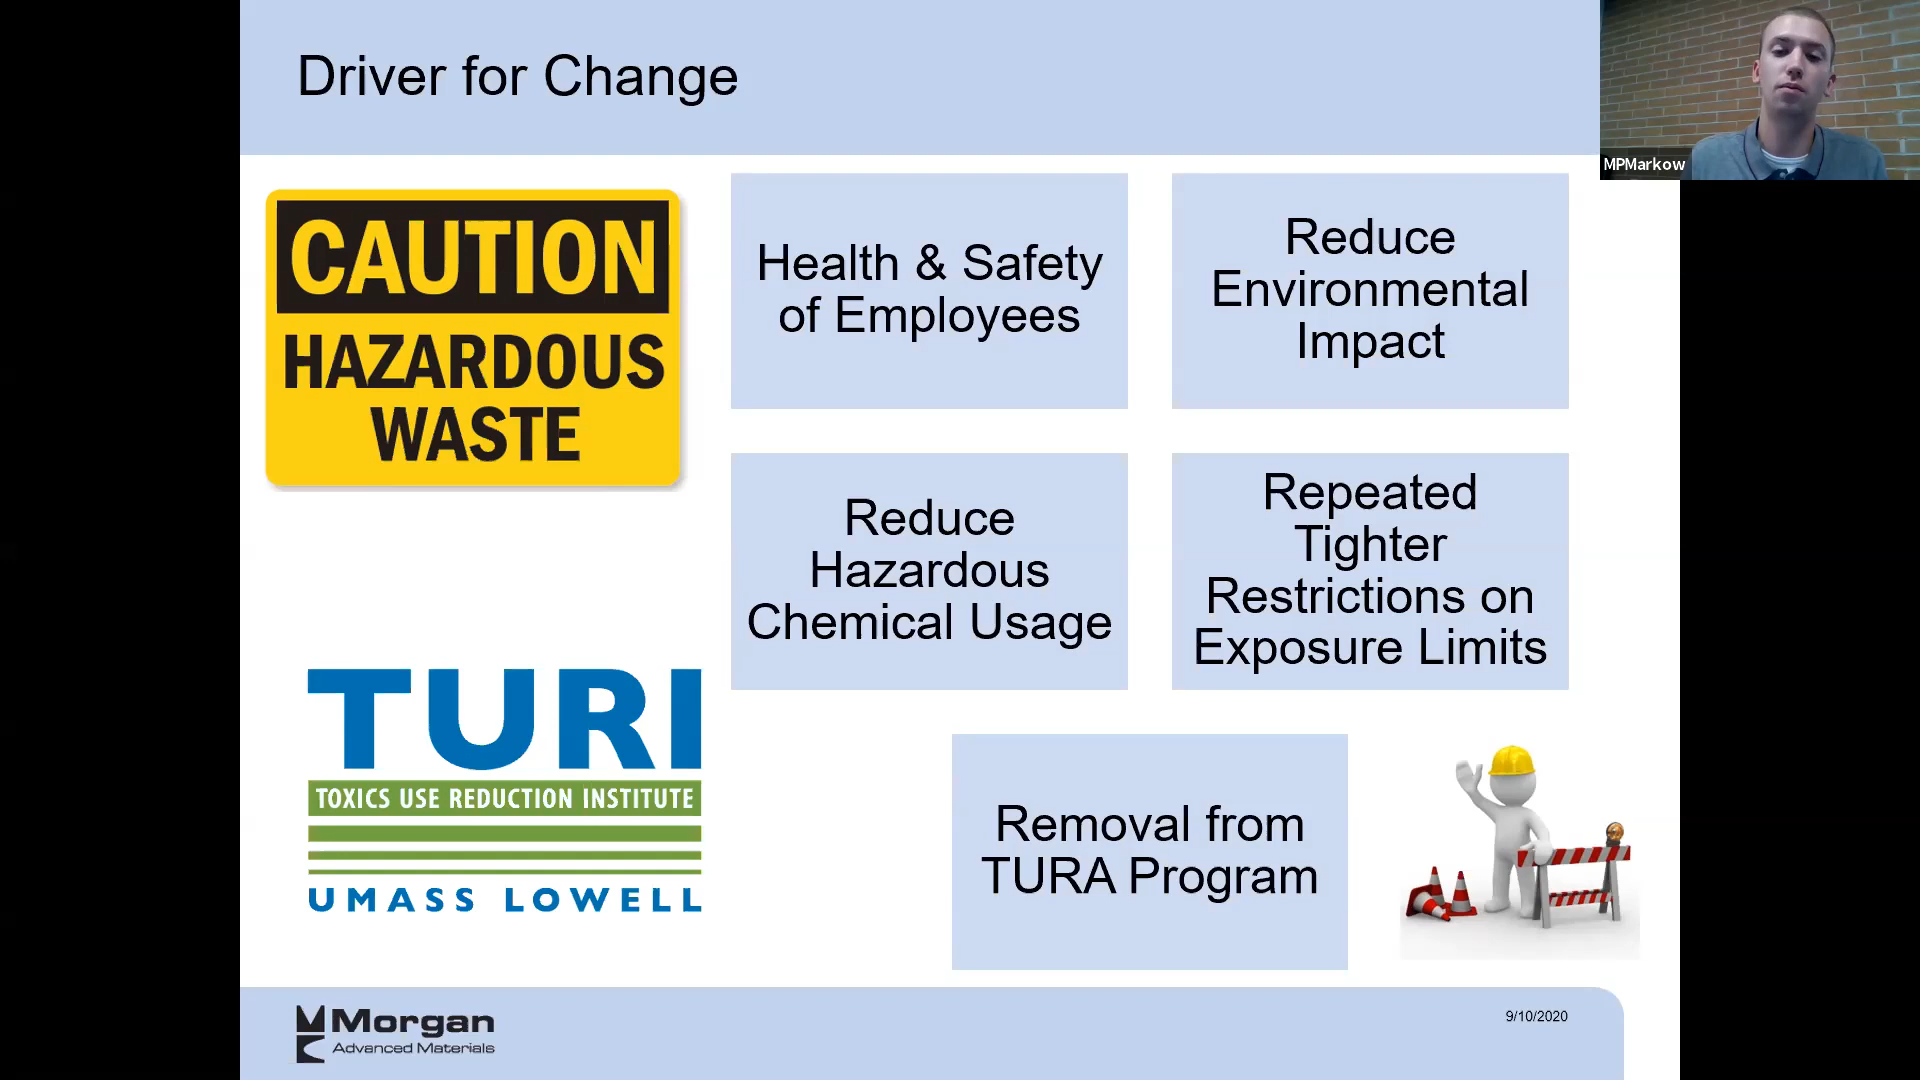 Driver for Change
MPMarkow
CAUTION
HAZARDOUS
WASTE
Health & Safety
of Employees
Reduce
Environmental
Impact
Reduce
Hazardous
Chemical Usage
Repeated
Tighter
Restrictions on
Exposure Limits
TURI
TOXICS USE REDUCTION INSTITUTE
UMASS LOWELL
Removal from
TURA Program
Morgan
Advanced Materials
9/10/2020